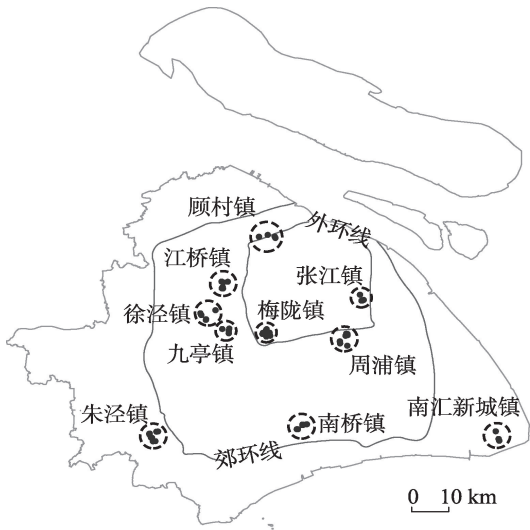 顾村镇
外环线
江桥镇
张江镇
徐泾镇
梅陇镇
九亭镇
周浦镇
朱泾镇
南桥镇
南汇新城镇
郊环线
0 10 km